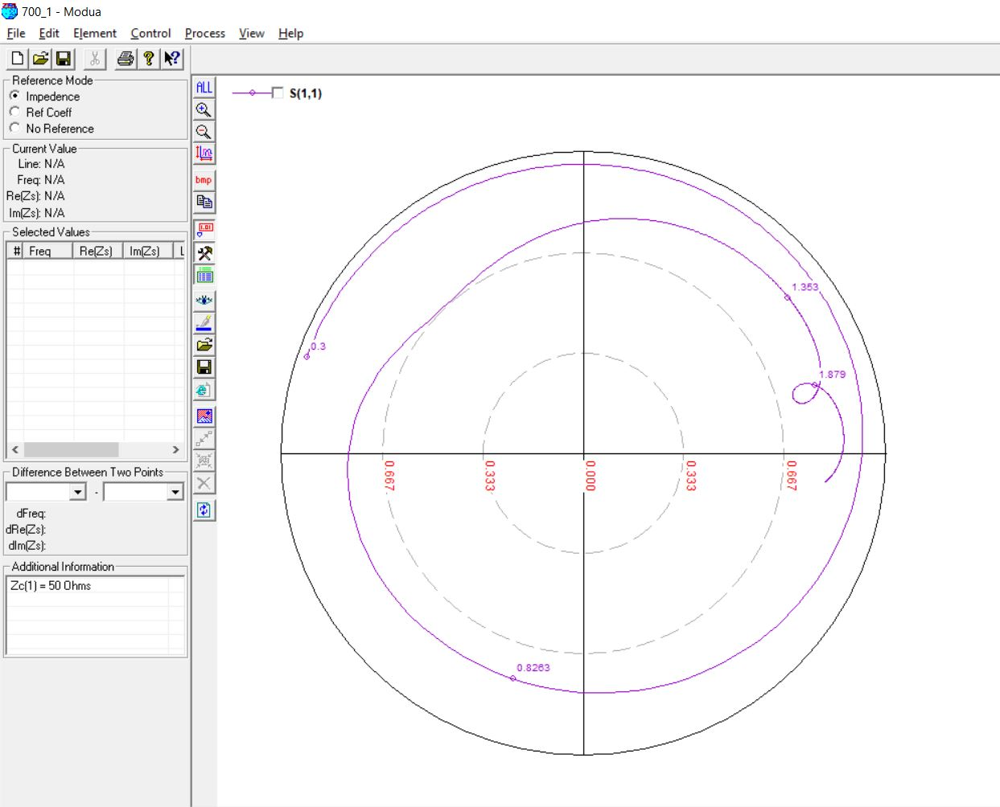 700_1 - Modua
File Edit Element Control Process View Help
Reference Mode
Impedence
Ref Coeff
No Reference
Current Value
Line: N/A
Freq: N/A
Re(Zs): N/A
Im(Zs): N/A
Selected Values
# Freq Re(Zs) Im(Zs) L
Difference Between Two Points
-
dFreq:
dRe(Zs):
dIm(Zs):
Additional Information
Zc(1) = 50 Ohms
ALL
bmp
1.01
S(1,1)
1.353
0.3
1.879
0.667 0.333 0.000 0.333 0.667
0.8263